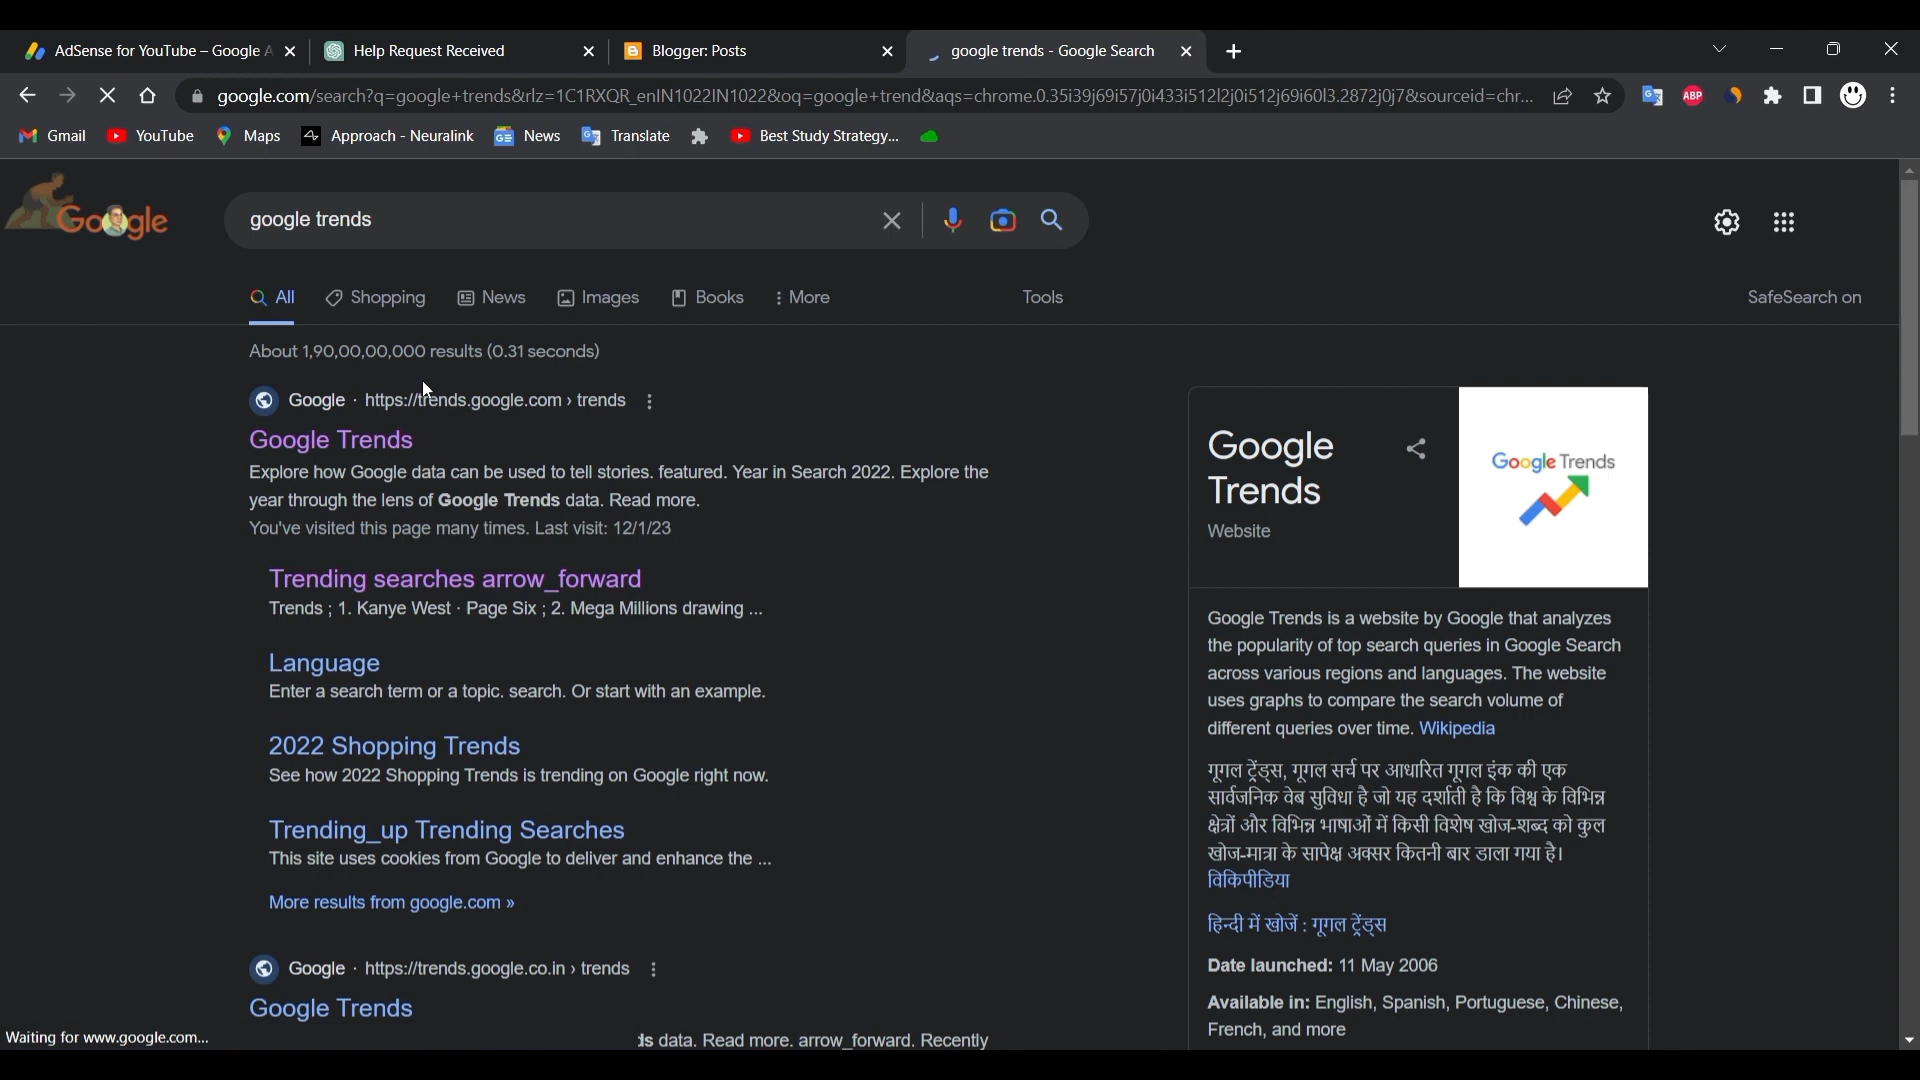 AdSense for YouTube – Google A
Help Request Received
Blogger: Posts
google trends - Google Search
google.com/search?q=google+trends&rlz=1C1RXQR_enIN1022IN1022&oq=google+trend&aqs=chrome.0.35i39j69i57j0i433i512l2j0i512j69i60l3.2872j0j7&sourceid=chr...
ABP
Gmail
YouTube
Maps
Approach - Neuralink
News
Translate
Best Study Strategy...
Google
google trends
All
Shopping
News
Images
Books
More
Tools
SafeSearch on
About 1,90,00,00,000 results (0.31 seconds)
Google · https://trends.google.com › trends
Google Trends
Explore how Google data can be used to tell stories. featured. Year in Search 2022. Explore the
year through the lens of Google Trends data. Read more.
You've visited this page many times. Last visit: 12/1/23
Trending searches arrow_forward
Trends ; 1. Kanye West · Page Six ; 2. Mega Millions drawing ...
Language
Enter a search term or a topic. search. Or start with an example.
2022 Shopping Trends
See how 2022 Shopping Trends is trending on Google right now.
Trending_up Trending Searches
This site uses cookies from Google to deliver and enhance the ...
More results from google.com »
Google · https://trends.google.co.in › trends
Google Trends
ds data. Read more. arrow_forward. Recently
Waiting for www.google.com...
Google
Trends
Website
Google Trends
Google Trends is a website by Google that analyzes
the popularity of top search queries in Google Search
across various regions and languages. The website
uses graphs to compare the search volume of
different queries over time. Wikipedia
गूगल ट्रेंड्स, गूगल सर्च पर आधारित गूगल इंक की एक
सार्वजनिक वेब सुविधा है जो यह दर्शाती है कि विश्व के विभिन्न
क्षेत्रों और विभिन्न भाषाओं में किसी विशेष खोज-शब्द को कुल
खोज-मात्रा के सापेक्ष अक्सर कितनी बार डाला गया है।
विकिपीडिया
हिन्दी में खोजें : गूगल ट्रेंड्स
Date launched: 11 May 2006
Available in: English, Spanish, Portuguese, Chinese,
French, and more